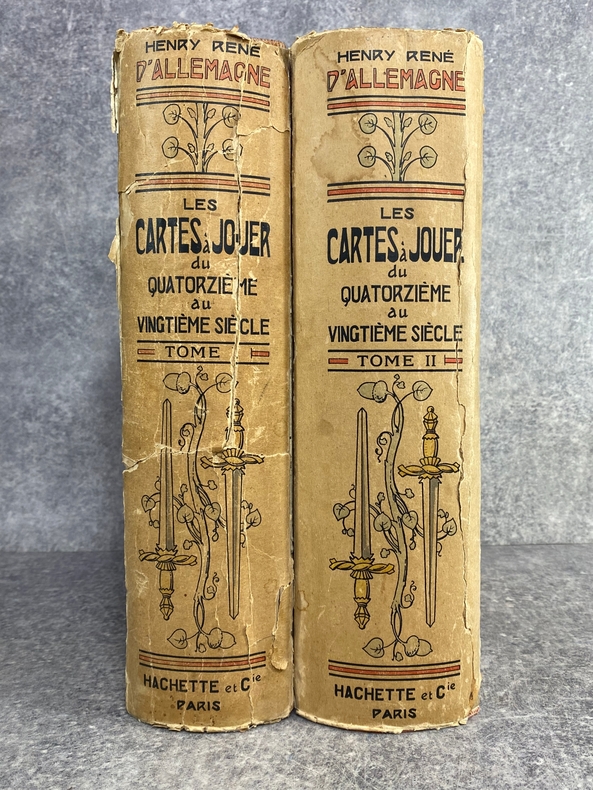 HENRY RENÉ
D'ALLEMAGNE
LES
CARTES à JOUER
du
QUATORZIÈME
au
VINGTIÈME SIÈCLE
TOME
HACHETTE et Cie
PARIS
HENRY RENÉ
D'ALLEMAGNE
LES
CARTES à JOUER
du
QUATORZIÈME
au
VINGTIÈME SIÈCLE
TOME II
HACHETTE et Cie
PARIS